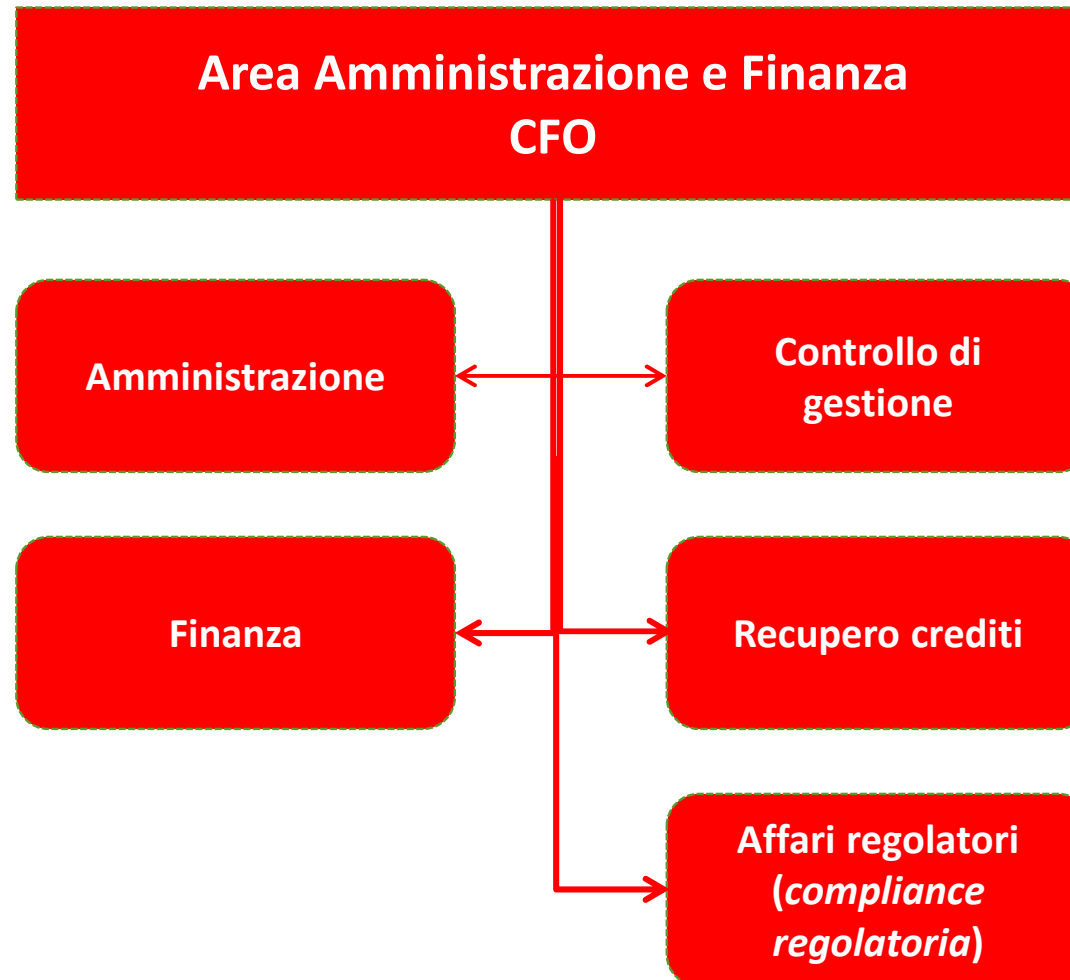 Area Amministrazione e Finanza
CFO
Amministrazione
Controllo di
gestione
Finanza
Recupero crediti
Affari regolatori
(compliance
regolatoria)